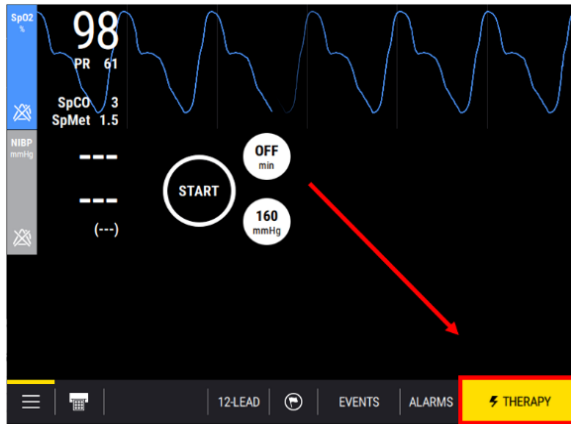 SpO2
%
98
PR 61
SpCO 3
SpMet 1.5
NIBP
mmHg
---
---
(---)
START
OFF
min
160
mmHg
12-LEAD
EVENTS
ALARMS
THERAPY